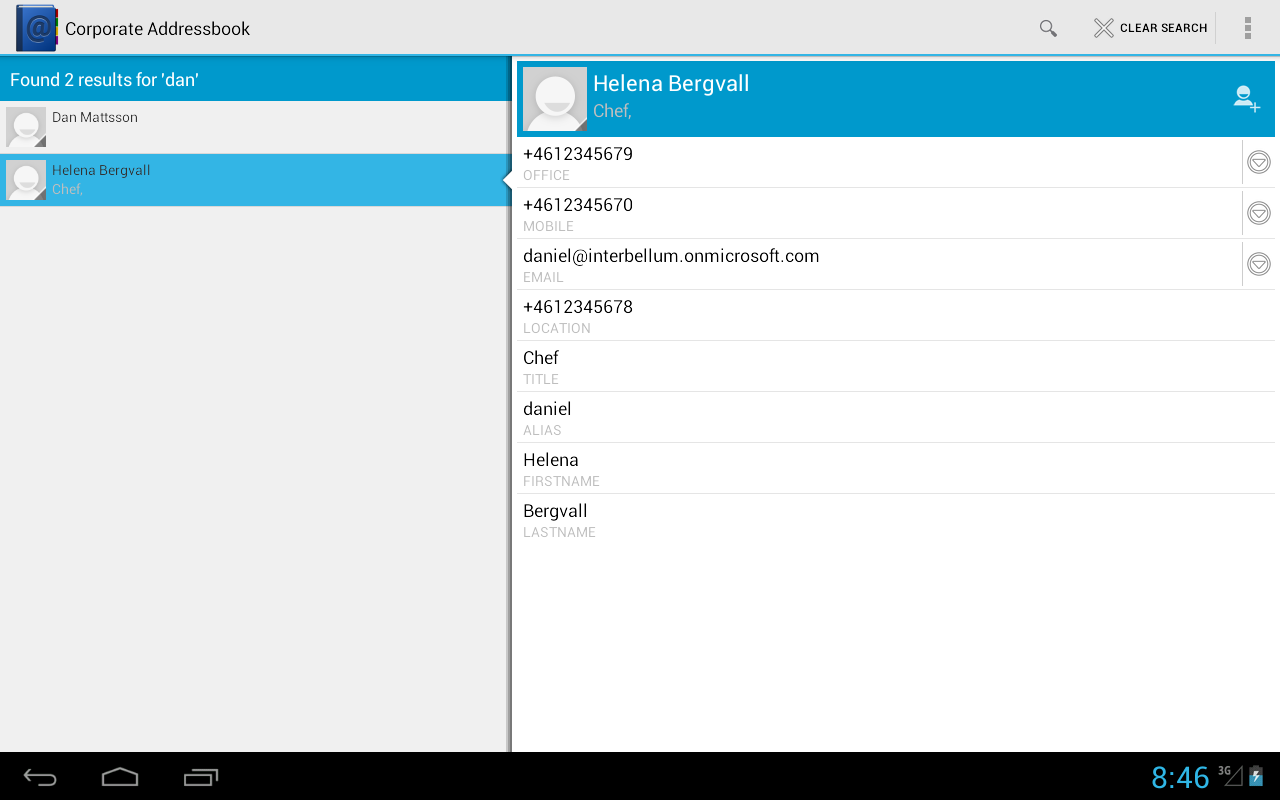 Corporate Addressbook
CLEAR SEARCH
Found 2 results for 'dan'
Dan Mattsson
Helena Bergvall
Chef,
Helena Bergvall
Chef,
+4612345679
OFFICE
+4612345670
MOBILE
daniel@interbellum.onmicrosoft.com
EMAIL
+4612345678
LOCATION
Chef
TITLE
daniel
ALIAS
Helena
FIRSTNAME
Bergvall
LASTNAME
8:46
3G